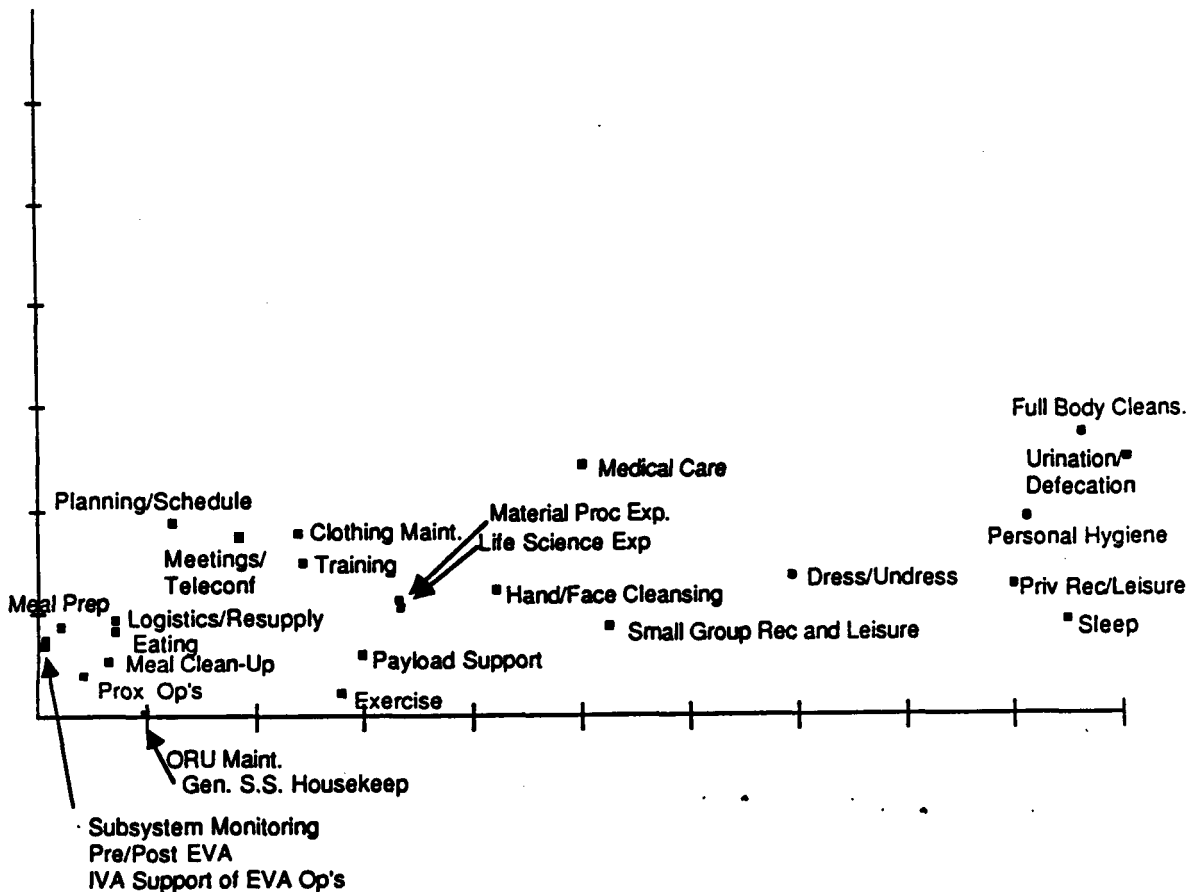 Full Body Cleans.
Medical Care
Urination/
Defecation
Planning/Schedule
Material Proc Exp.
Clothing Maint.
Life Science Exp
Personal Hygiene
Meetings/
Teleconf
Training
Dress/Undress
Priv Rec/Leisure
Hand/Face Cleansing
Meal Prep
Logistics/Resupply
Small Group Rec and Leisure
Sleep
Eating
Meal Clean-Up
Payload Support
Prox Op's
Exercise
ORU Maint.
Gen. S.S. Housekeep
Subsystem Monitoring
Pre/Post EVA
IVA Support of EVA Op's